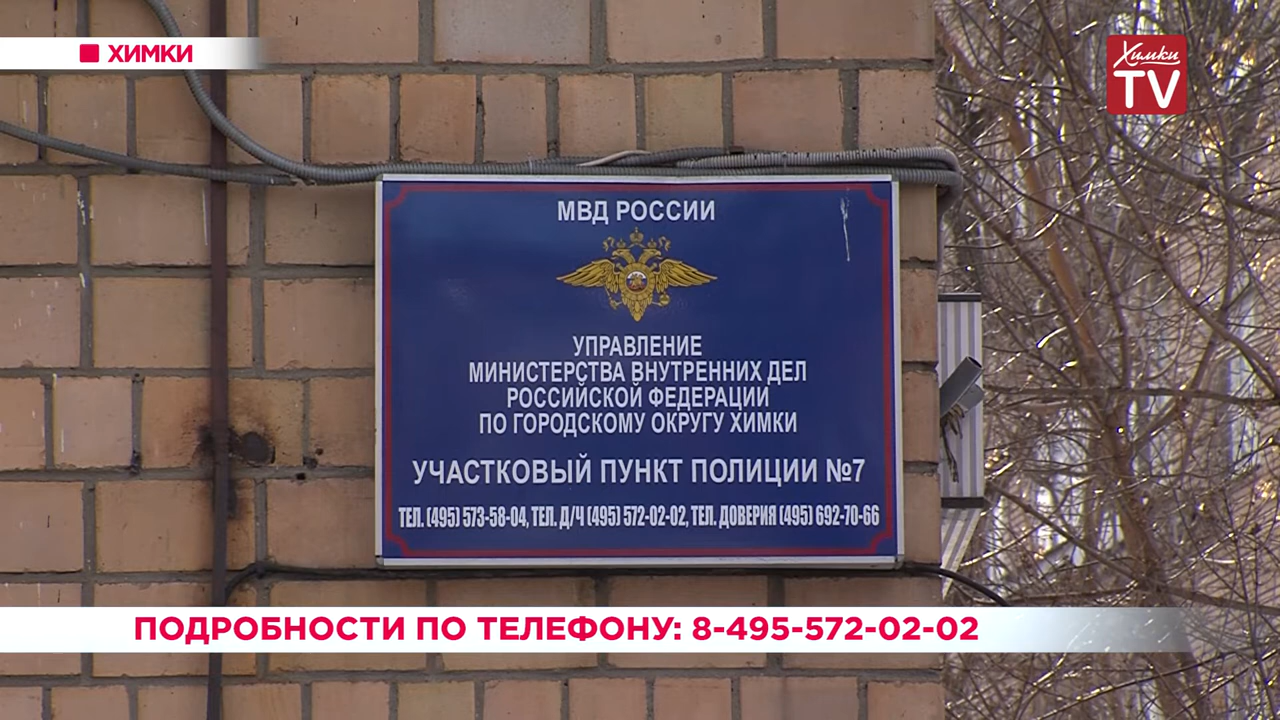 ХИМКИ
Химки
TV
МВД РОССИИ
УПРАВЛЕНИЕ
МИНИСТЕРСТВА ВНУТРЕННИХ ДЕЛ
РОССИЙСКОЙ ФЕДЕРАЦИИ
ПО ГОРОДСКОМУ ОКРУГУ ХИМКИ
УЧАСТКОВЫЙ ПУНКТ ПОЛИЦИИ №7
ТЕЛ. (495) 573-58-04, ТЕЛ. Д/Ч (495) 572-02-02, ТЕЛ. ДОВЕРИЯ (495) 692-70-66
ПОДРОБНОСТИ ПО ТЕЛЕФОНУ: 8-495-572-02-02